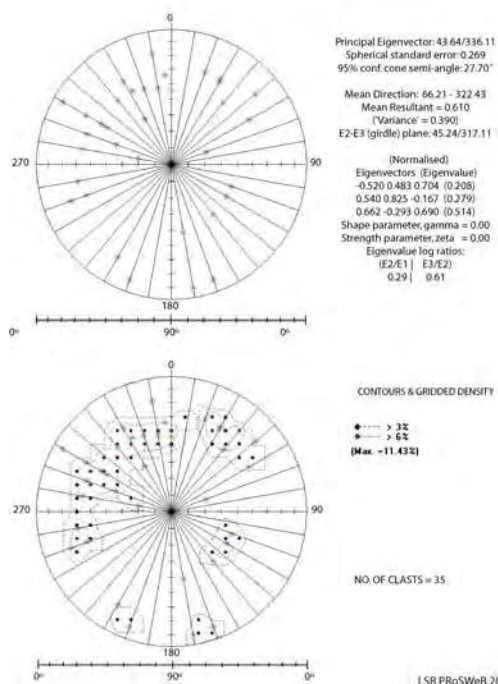 0
270
90
180
0°
90°
0°
Principal Eigenvector: 43.64/336.11
Spherical standard error: 0.269
95% conf. cone semi-angle: 27.70°
Mean Direction: 66.21 - 322.43
Mean Resultant = 0.610
('Variance' = 0.390)
E2-E3 (girdle) plane: 45.24/317.11
(Normalised)
Eigenvectors (Eigenvalue)
-0.520 0.483 0.704 (0.208)
0.540 0.825 -0.167 (0.279)
0.662 -0.293 0.690 (0.514)
Shape parameter, gamma = 0.00
Strength parameter, zeta = 0.00
Eigenvalue log ratios:
(E2/E1 | E3/E2)
0.29 | 0.61
0
270
90
180
0°
90°
0°
CONTOURS & GRIDDED DENSITY
> 3%
> 6%
(Max. =11.43%)
NO. OF CLASTS = 35
LSB PRoSWeB 20